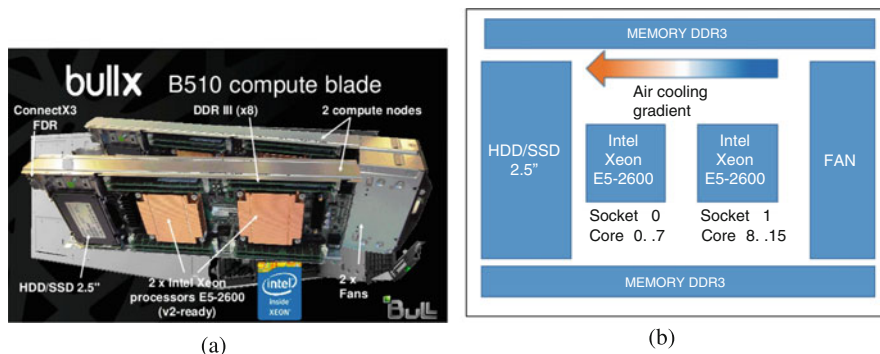 bullx B510 compute blade
ConnectX3
FDR
DDR III (x8)
2 compute nodes
HDD/SSD 2.5"
2 x Intel Xeon
processors E5-2600
(v2-ready)
intel
inside
XEON
2 x
Fans
Bull
(a)
MEMORY DDR3
Air cooling
gradient
HDD/SSD
2.5"
Intel
Xeon
E5-2600
Intel
Xeon
E5-2600
FAN
Socket 0
Core 0. .7
Socket 1
Core 8. .15
MEMORY DDR3
(b)